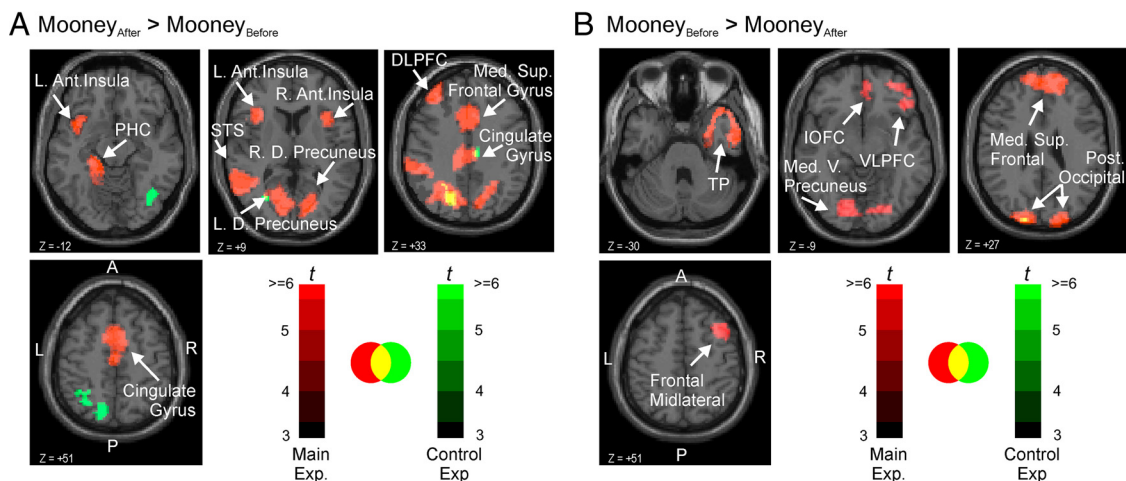 A Mooney After > Mooney Before
L. Ant.Insula
PHC
Z = -12
L. Ant.Insula
R. Ant.Insula
STS
R. D. Precuneus
L. D. Precuneus
Z = +9
DLPFC
Med. Sup.
Frontal Gyrus
Cingulate
Gyrus
Z = +33
A
L
R
Cingulate
Gyrus
P
Z = +51
t
>=6
5
4
3
Main
Exp.
t
>=6
5
4
3
Control
Exp
B Mooney Before > Mooney After
TP
Z = -30
IOFC
VLPFC
Med. V.
Precuneus
Z = -9
Med. Sup.
Frontal
Post.
Occipital
Z = +27
A
L
R
Frontal
Midlateral
P
Z = +51
t
>=6
5
4
3
Main
Exp.
t
>=6
5
4
3
Control
Exp